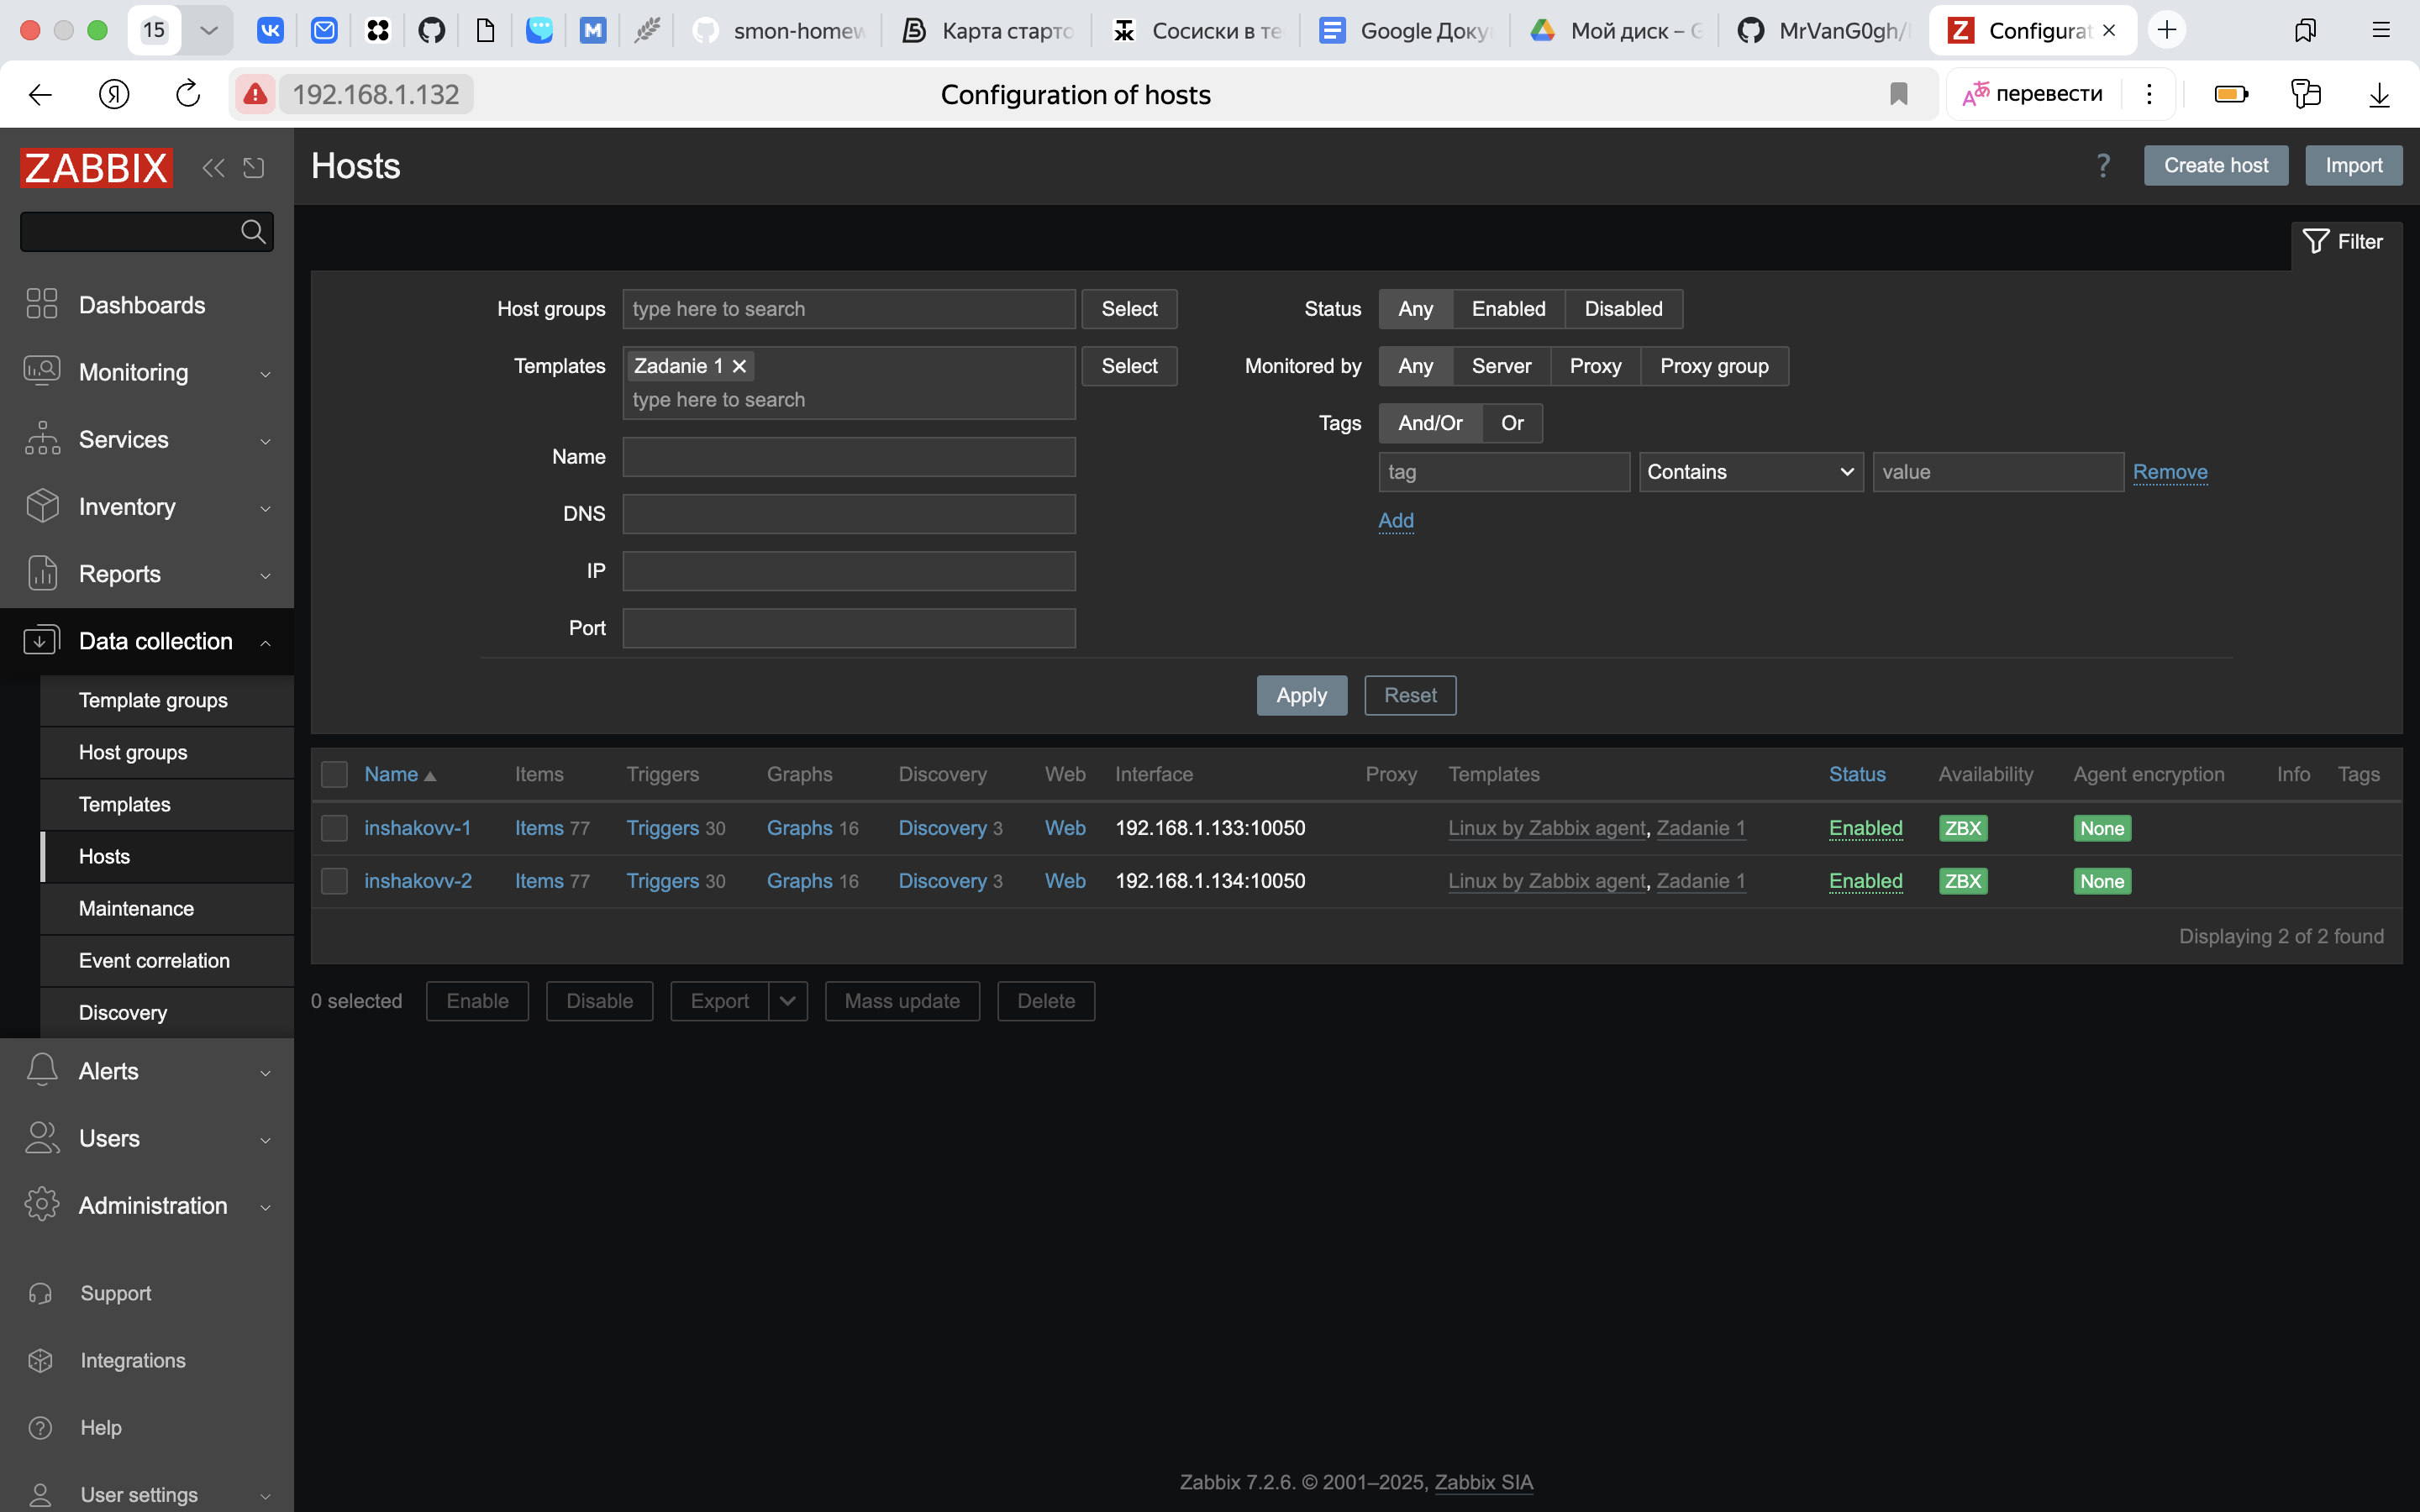 15
smon-homew
Карта старто
Сосиски в те
Google Доку
Мой диск – G
MrVanG0gh/
Configurat
192.168.1.132
Configuration of hosts
перевести
ZABBIX
Hosts
?
Create host
Import
Filter
Dashboards
Monitoring
Services
Inventory
Reports
Data collection
Template groups
Host groups
Templates
Hosts
Maintenance
Event correlation
Discovery
Alerts
Users
Administration
Support
Integrations
Help
User settings
Host groups type here to search Select
Templates Zadanie 1 Select
type here to search
Name
DNS
IP
Port
Status Any Enabled Disabled
Monitored by Any Server Proxy Proxy group
Tags And/Or Or
tag Contains value Remove
Add
Apply Reset
Name Items Triggers Graphs Discovery Web Interface Proxy Templates Status Availability Agent encryption Info Tags
inshakovv-1 Items 77 Triggers 30 Graphs 16 Discovery 3 Web 192.168.1.133:10050 Linux by Zabbix agent, Zadanie 1 Enabled ZBX None
inshakovv-2 Items 77 Triggers 30 Graphs 16 Discovery 3 Web 192.168.1.134:10050 Linux by Zabbix agent, Zadanie 1 Enabled ZBX None
Displaying 2 of 2 found
0 selected Enable Disable Export Mass update Delete
Zabbix 7.2.6. © 2001–2025, Zabbix SIA